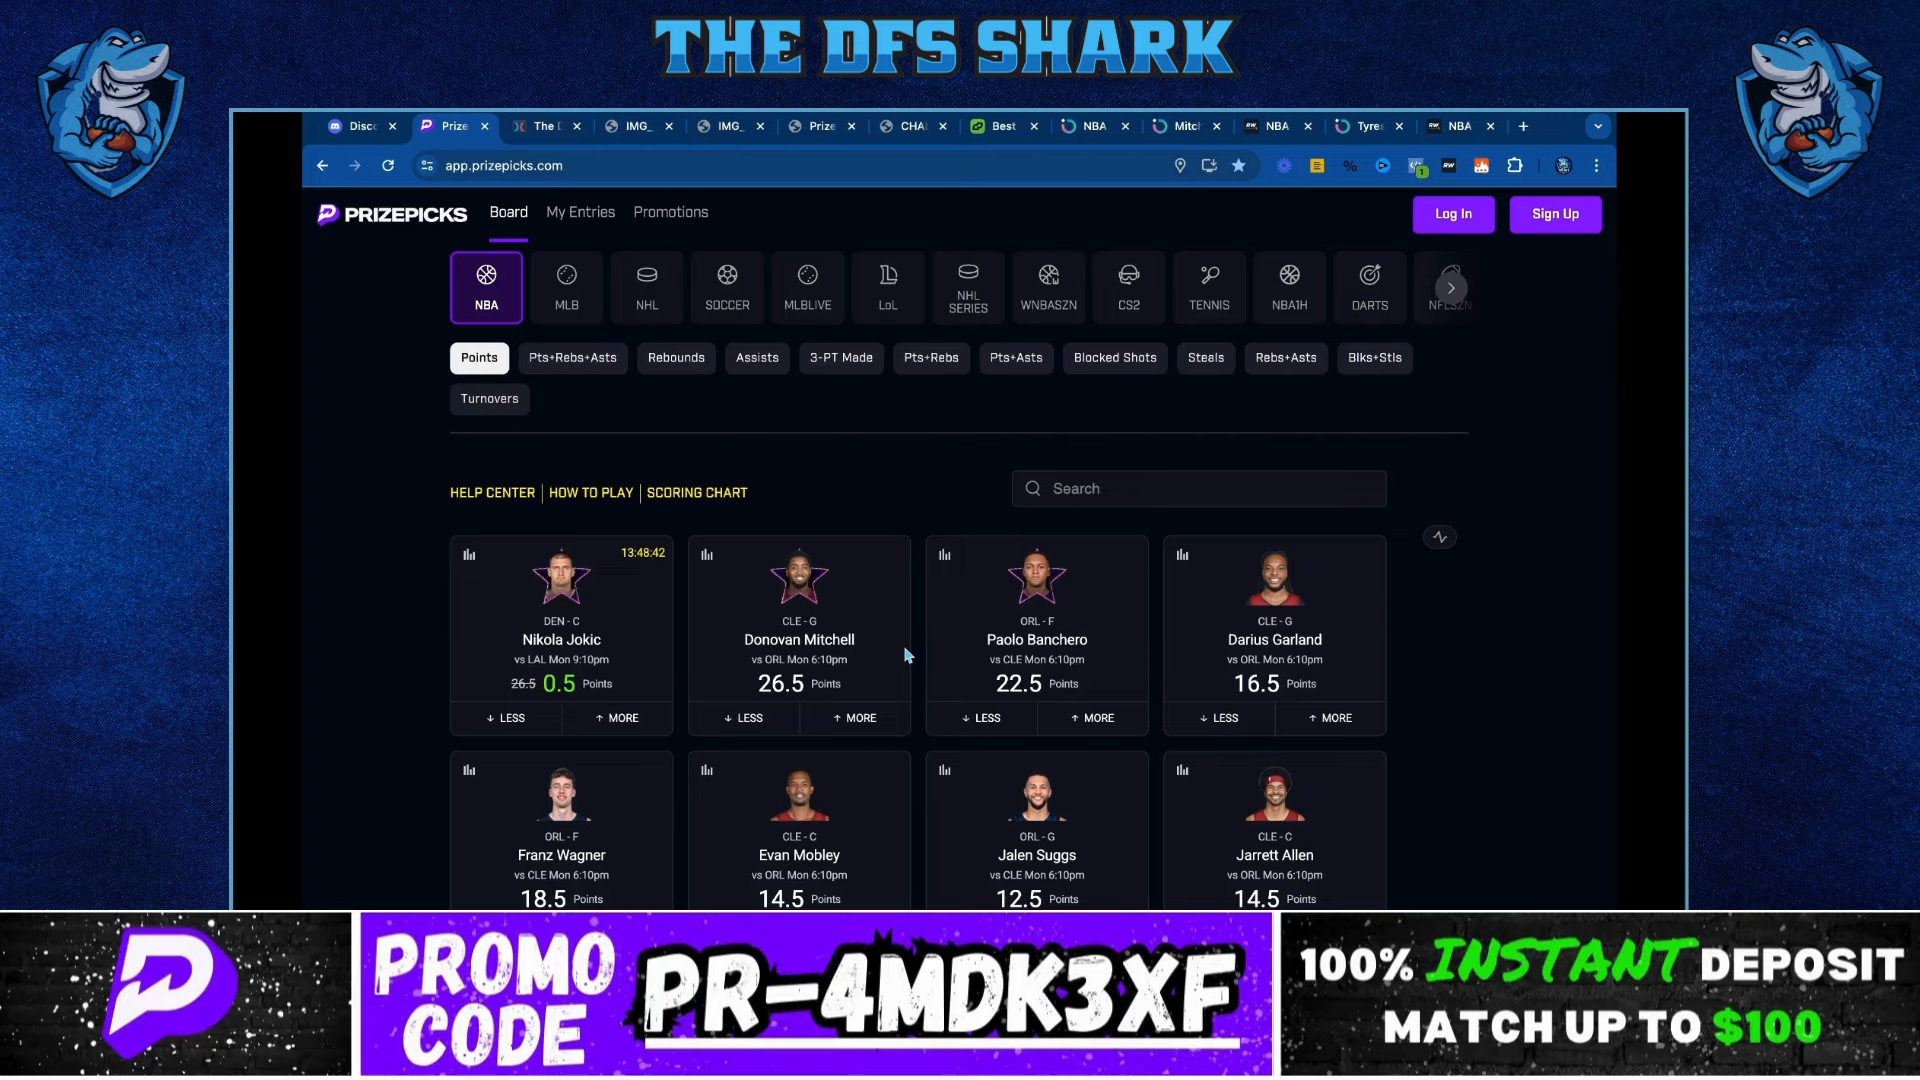 THE DFS SHARK
Disc
Prize
The
IMG_
IMG_
Prize
CHA
Best
NBA
Mitch
NBA
Tyres
NBA
app.prizepicks.com
PRIZEPICKS
Board
My Entries
Promotions
Log In
Sign Up
NBA
MLB
NHL
SOCCER
MLBLIVE
LoL
NHL
SERIES
WNBASZN
CS2
TENNIS
NBA1H
DARTS
NFLSZN
Points
Pts+Rebs+Asts
Rebounds
Assists
3-PT Made
Pts+Rebs
Pts+Asts
Blocked Shots
Steals
Rebs+Asts
Blks+Stls
Turnovers
HELP CENTER
HOW TO PLAY
SCORING CHART
Search
13:48:42
DEN - C
Nikola Jokic
vs LAL Mon 9:10pm
26.5 0.5 Points
↓ LESS
↑ MORE
CLE - G
Donovan Mitchell
vs ORL Mon 6:10pm
26.5 Points
↓ LESS
↑ MORE
ORL - F
Paolo Banchero
vs CLE Mon 6:10pm
22.5 Points
↓ LESS
↑ MORE
CLE - G
Darius Garland
vs ORL Mon 6:10pm
16.5 Points
↓ LESS
↑ MORE
ORL - F
Franz Wagner
vs CLE Mon 6:10pm
18.5 Points
CLE - C
Evan Mobley
vs ORL Mon 6:10pm
14.5 Points
ORL - G
Jalen Suggs
vs CLE Mon 6:10pm
12.5 Points
CLE - C
Jarrett Allen
vs ORL Mon 6:10pm
14.5 Points
PROMO
CODE
PR-4MDK3XF
100% INSTANT DEPOSIT
MATCH UP TO $100